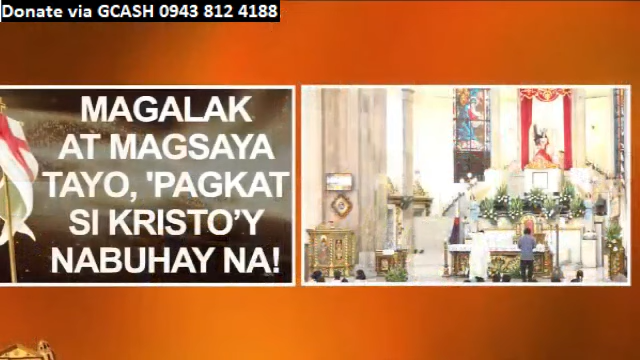 Donate via GCASH 0943 812 4188
MAGALAK
AT MAGSAYA
TAYO, 'PAGKAT
SI KRISTO'Y
NABUHAY NA!